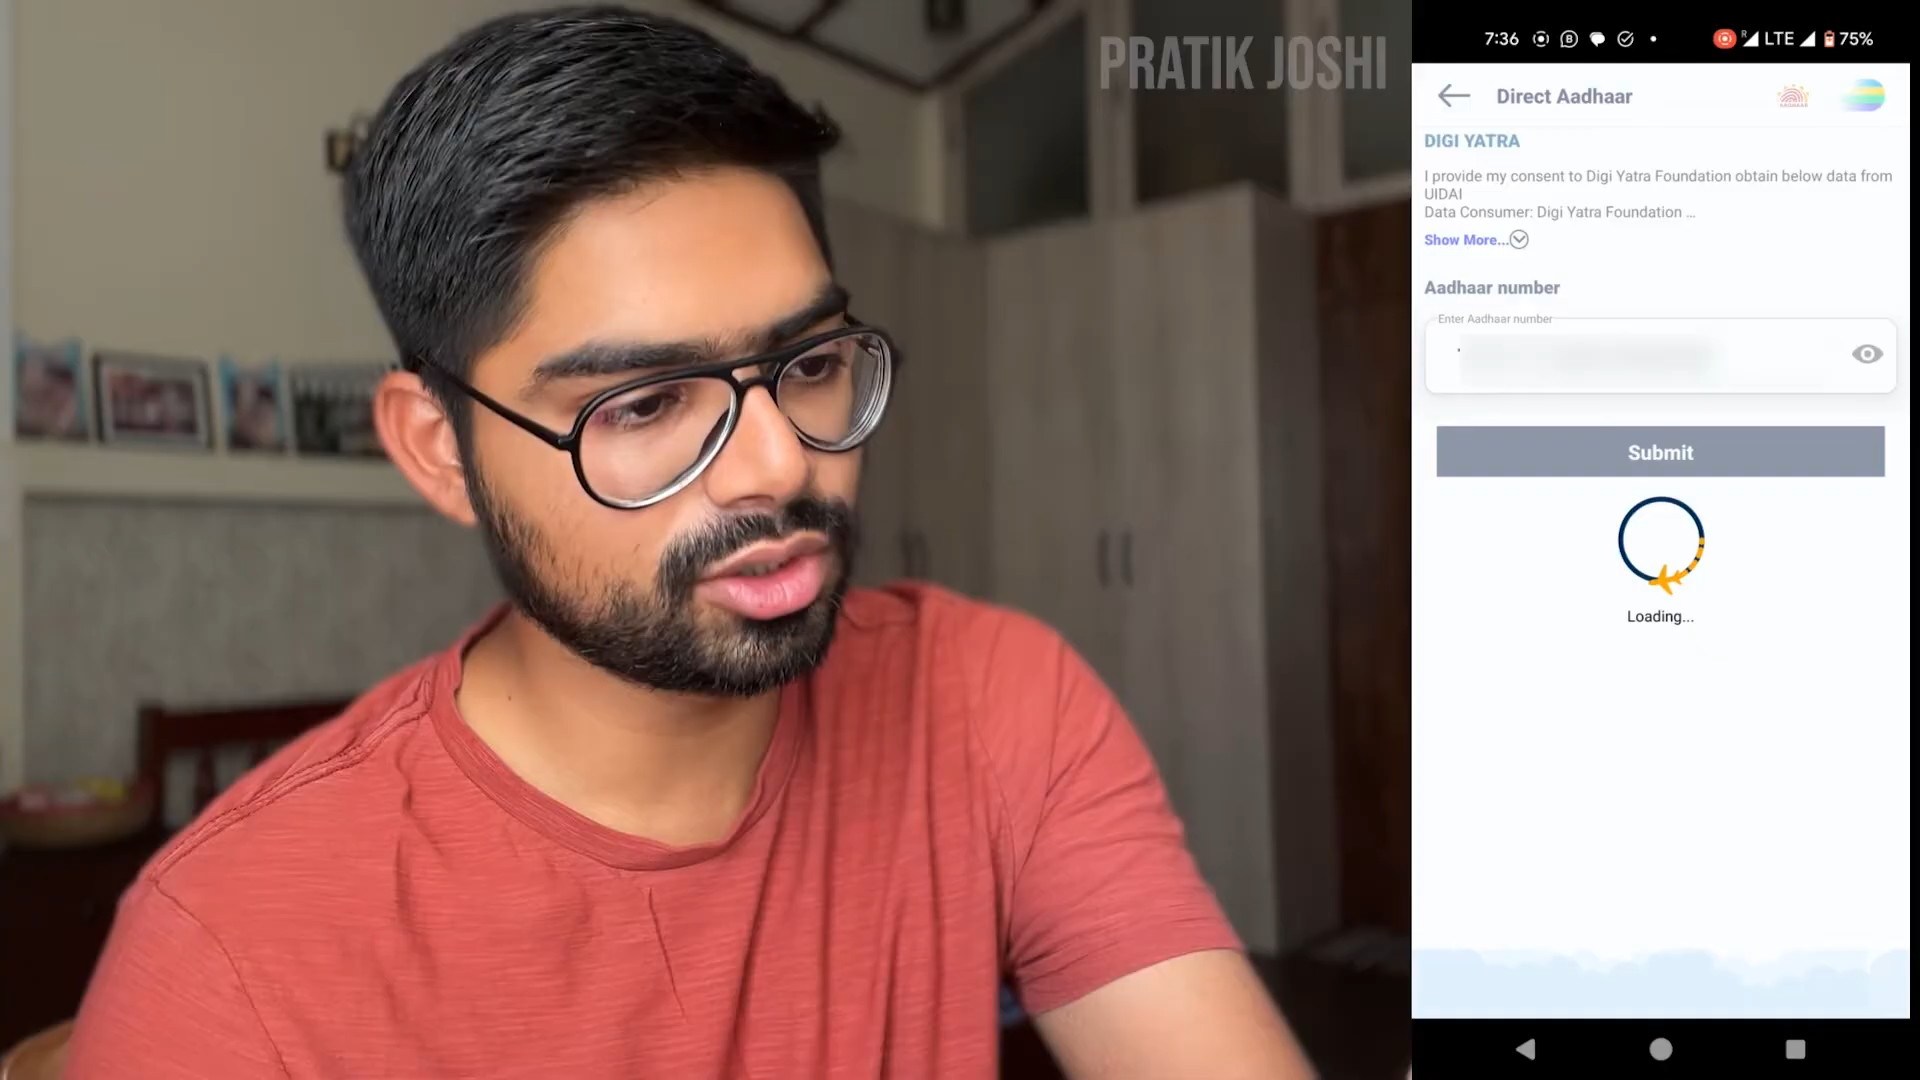 PRATIK JOSHI
7:36
LTE
75%
Direct Aadhaar
AADHAAR
DIGI YATRA
I provide my consent to Digi Yatra Foundation obtain below data from
UIDAI
Data Consumer: Digi Yatra Foundation ...
Show More...
Aadhaar number
Enter Aadhaar number
Submit
Loading...